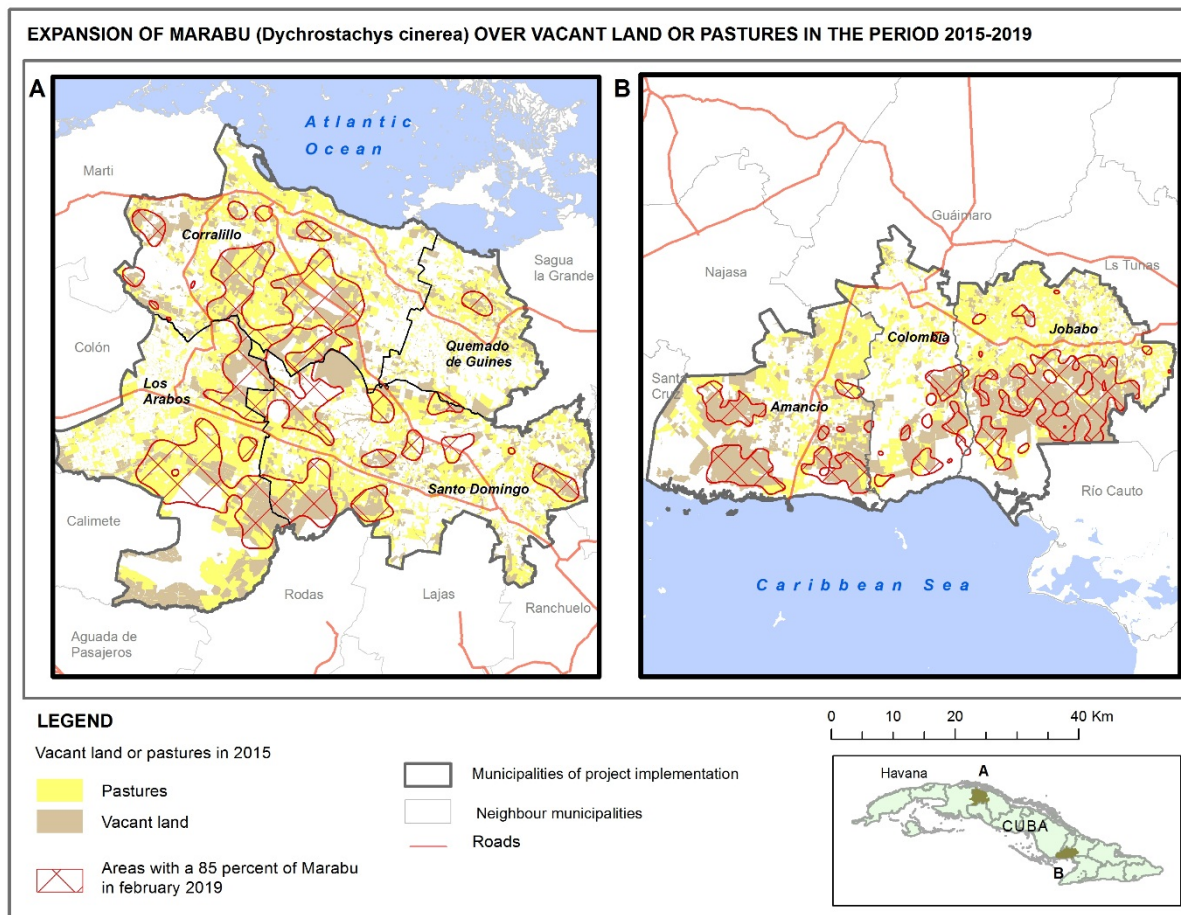 EXPANSION OF MARABU (Dychrostachys cinerea) OVER VACANT LAND OR PASTURES IN THE PERIOD 2015-2019
A
Atlantic
Ocean
Marti
Corralillo
Sagua
la Grande
Colón
Quemado
de Guines
Los
Arabos
Santo Domingo
Calimete
Rodas
Lajas
Ranchuelo
Aguada de
Pasajeros
B
Guáimaro
Najasa
Ls Tunas
Colombia
Jobabo
Santa
Cruz
Amancio
Río Cauto
Caribbean Sea
LEGEND
Vacant land or pastures in 2015
Pastures
Vacant land
Areas with a 85 percent of Marabu
in february 2019
Municipalities of project implementation
Neighbour municipalities
Roads
0 10 20 40 Km
Havana
A
CUBA
B